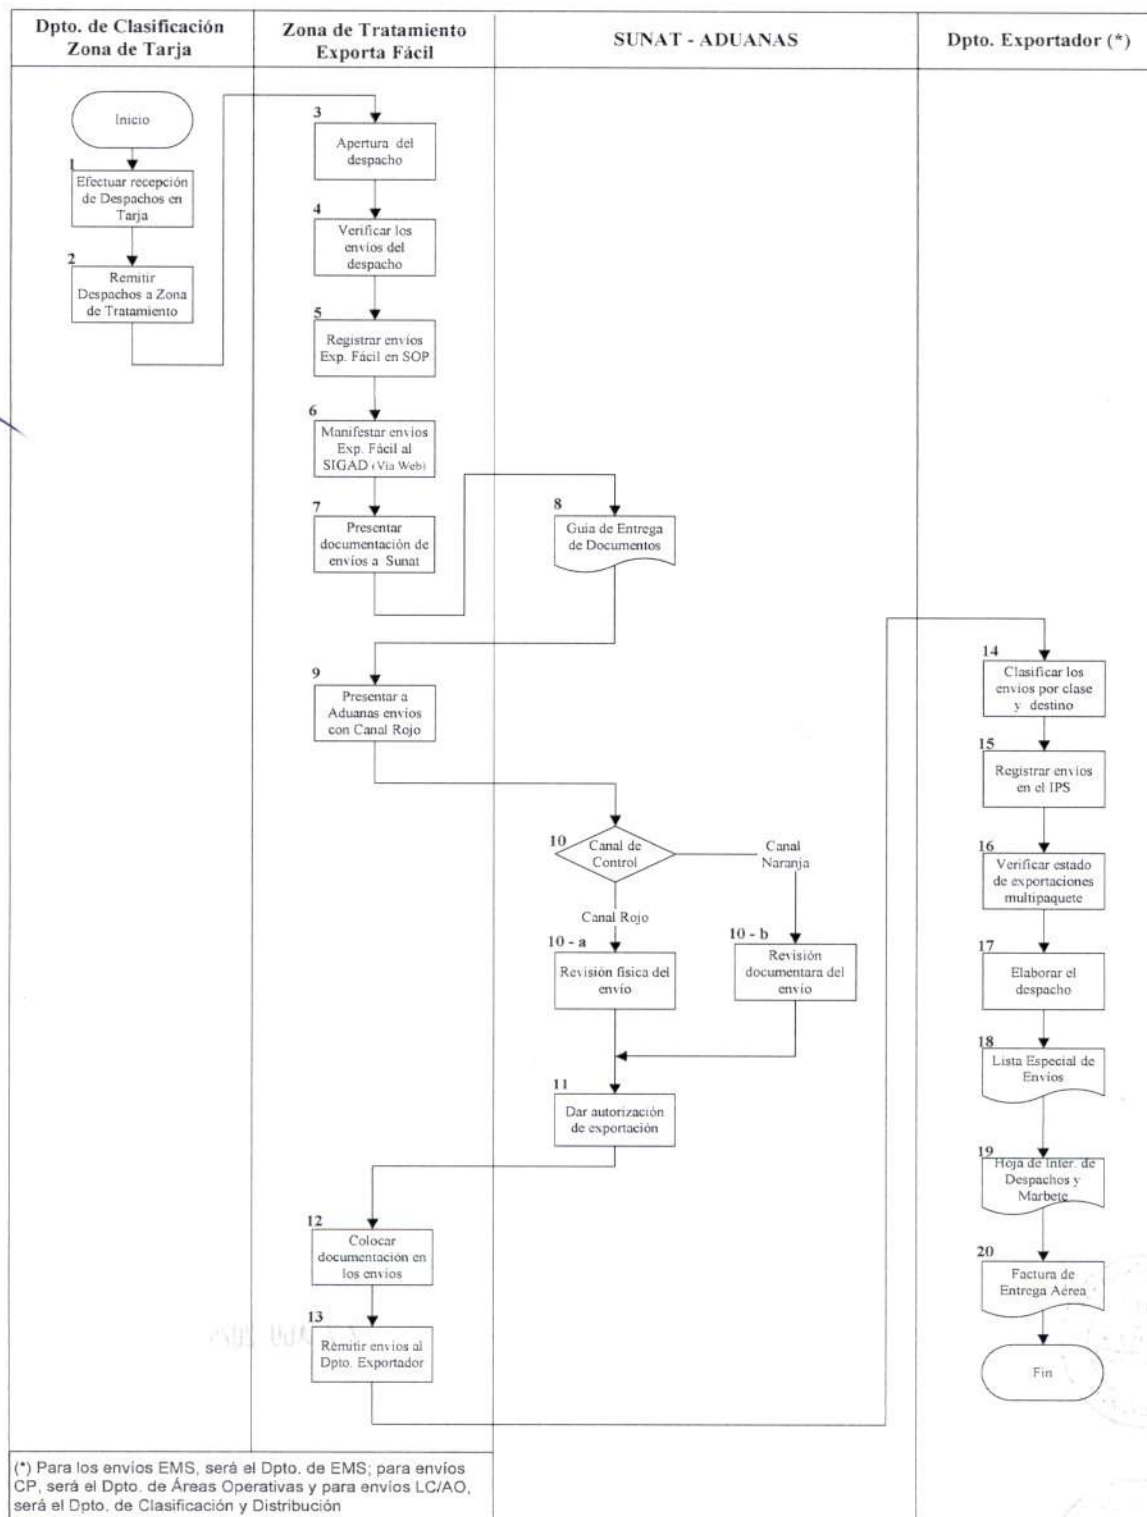 Dpto. de Clasificación
Zona de Tarja
Zona de Tratamiento
Exporta Fácil
SUNAT - ADUANAS
Dpto. Exportador (*)
Inicio
1
Efectuar recepción
de Despachos en
Tarja
2
Remitir
Despachos a Zona
de Tratamiento
3
Apertura del
despacho
4
Verificar los
envíos del
despacho
5
Registrar envíos
Exp. Fácil en SOP
6
Manifestar envíos
Exp. Fácil al
SIGAD (Via Web)
7
Presentar
documentación de
envíos a Sunat
8
Guia de Entrega
de Documentos
9
Presentar a
Aduanas envíos
con Canal Rojo
10
Canal de
Control
Canal
Naranja
Canal Rojo
10 - a
Revisión física del
envío
10 - b
Revisión
documentara del
envío
11
Dar autorización
de exportación
12
Colocar
documentación en
los envíos
13
Remitir envíos al
Dpto. Exportador
14
Clasificar los
envíos por clase
y destino
15
Registrar envíos
en el IPS
16
Verificar estado
de exportaciones
multipaquete
17
Elaborar el
despacho
18
Lista Especial de
Envíos
19
Hoja de Inter. de
Despachos y
Marbete
20
Factura de
Entrega Aérea
Fin
(*) Para los envíos EMS, será el Dpto. de EMS; para envíos
CP, será el Dpto. de Áreas Operativas y para envíos LC/AO,
será el Dpto. de Clasificación y Distribución